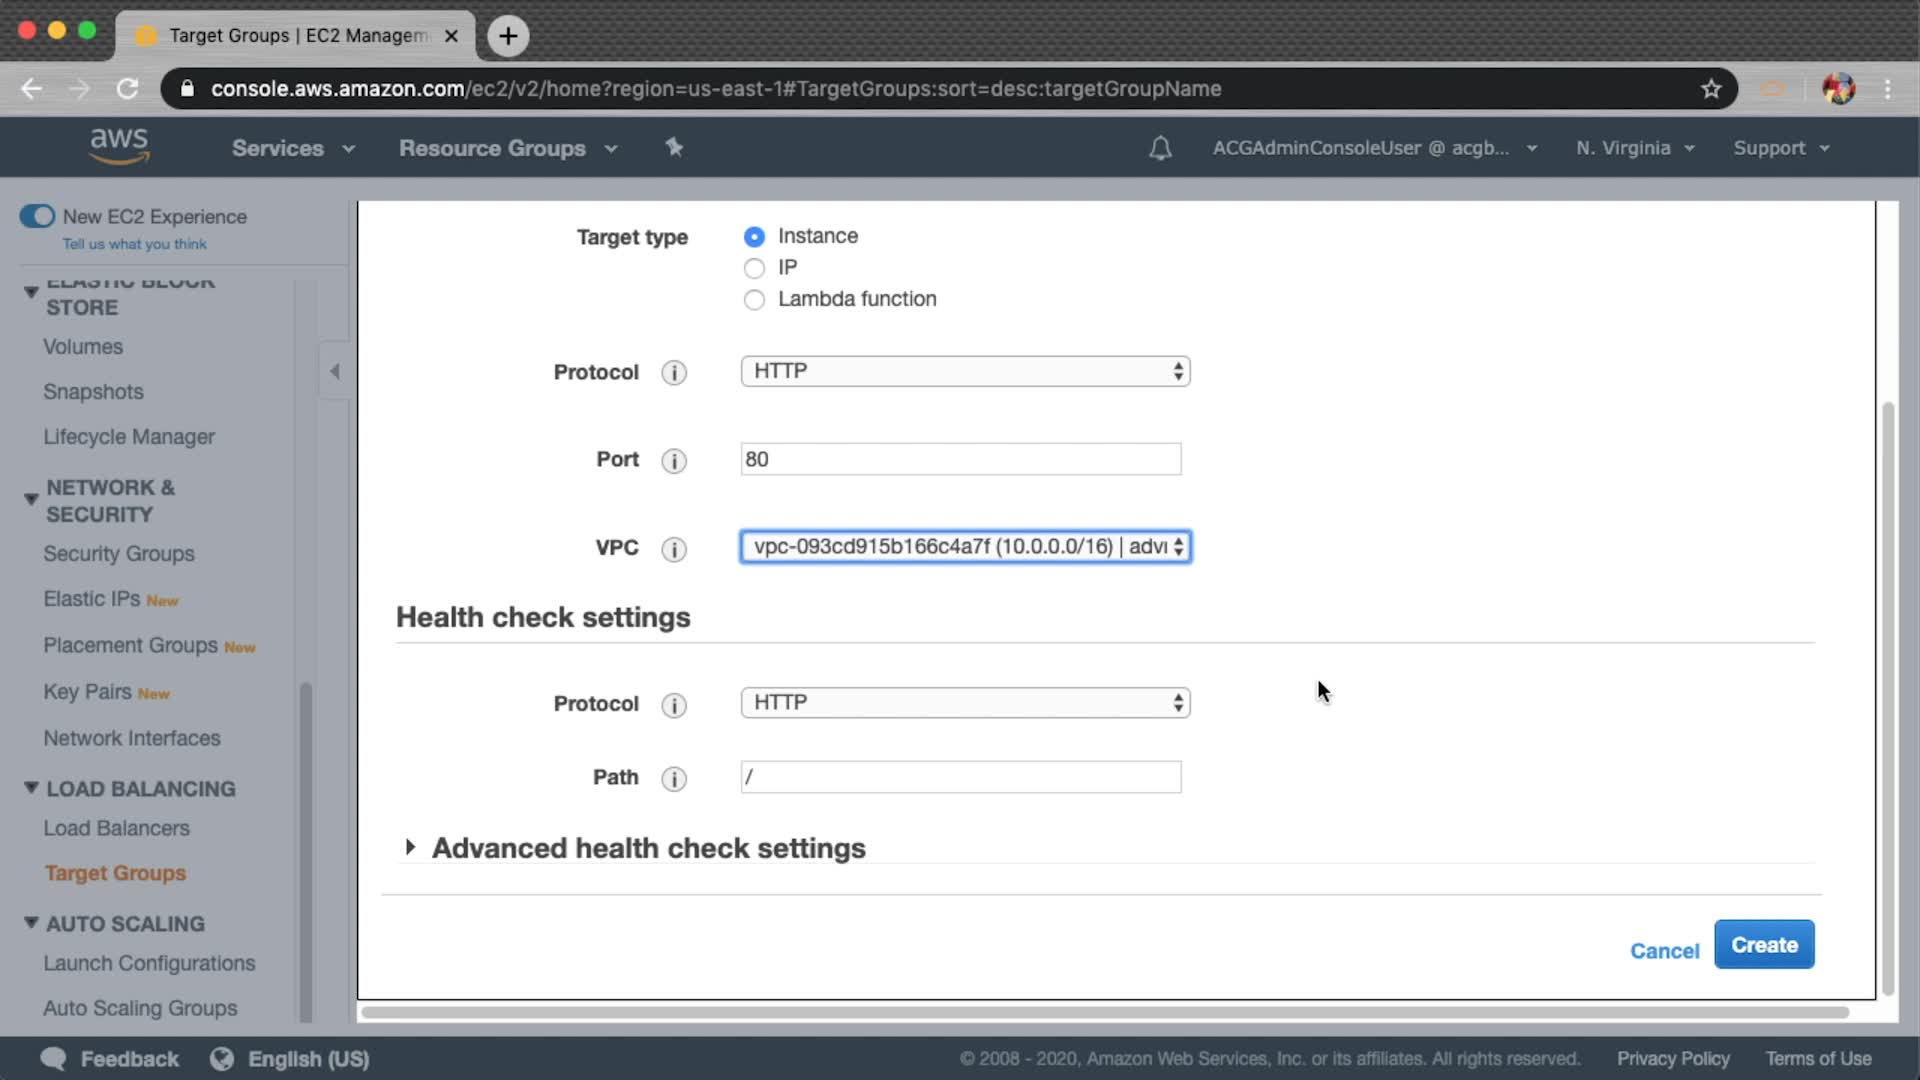 Target Groups | EC2 Managem
console.aws.amazon.com/ec2/v2/home?region=us-east-1#TargetGroups:sort=desc:targetGroupName
aws
Services
Resource Groups
ACGAdminConsoleUser @ acgb...
N. Virginia
Support
New EC2 Experience
Tell us what you think
ELASTIC BLOCK
STORE
Volumes
Snapshots
Lifecycle Manager
NETWORK &
SECURITY
Security Groups
Elastic IPs New
Placement Groups New
Key Pairs New
Network Interfaces
LOAD BALANCING
Load Balancers
Target Groups
AUTO SCALING
Launch Configurations
Auto Scaling Groups
Target type
Instance
IP
Lambda function
Protocol
HTTP
Port
80
VPC
vpc-093cd915b166c4a7f (10.0.0.0/16) |
Health check settings
Protocol
HTTP
Path
/
Advanced health check settings
Cancel
Create
Feedback
English (US)
© 2008 - 2020, Amazon Web Services, Inc. or its affiliates. All rights reserved.
Privacy Policy
Terms of Use